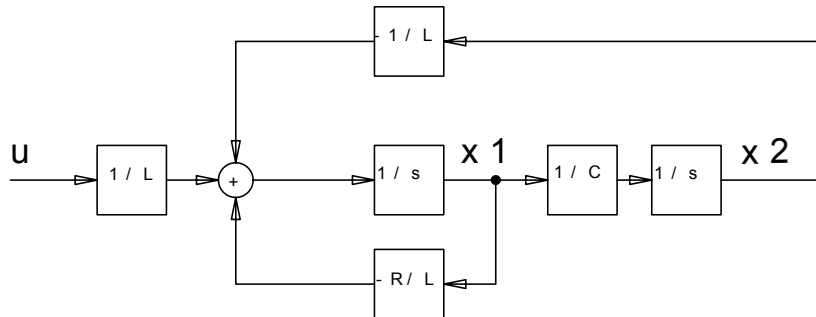 - 1 / L
u
1 / L
+
1 / s
x 1
1 / C
1 / s
x 2
- R / L